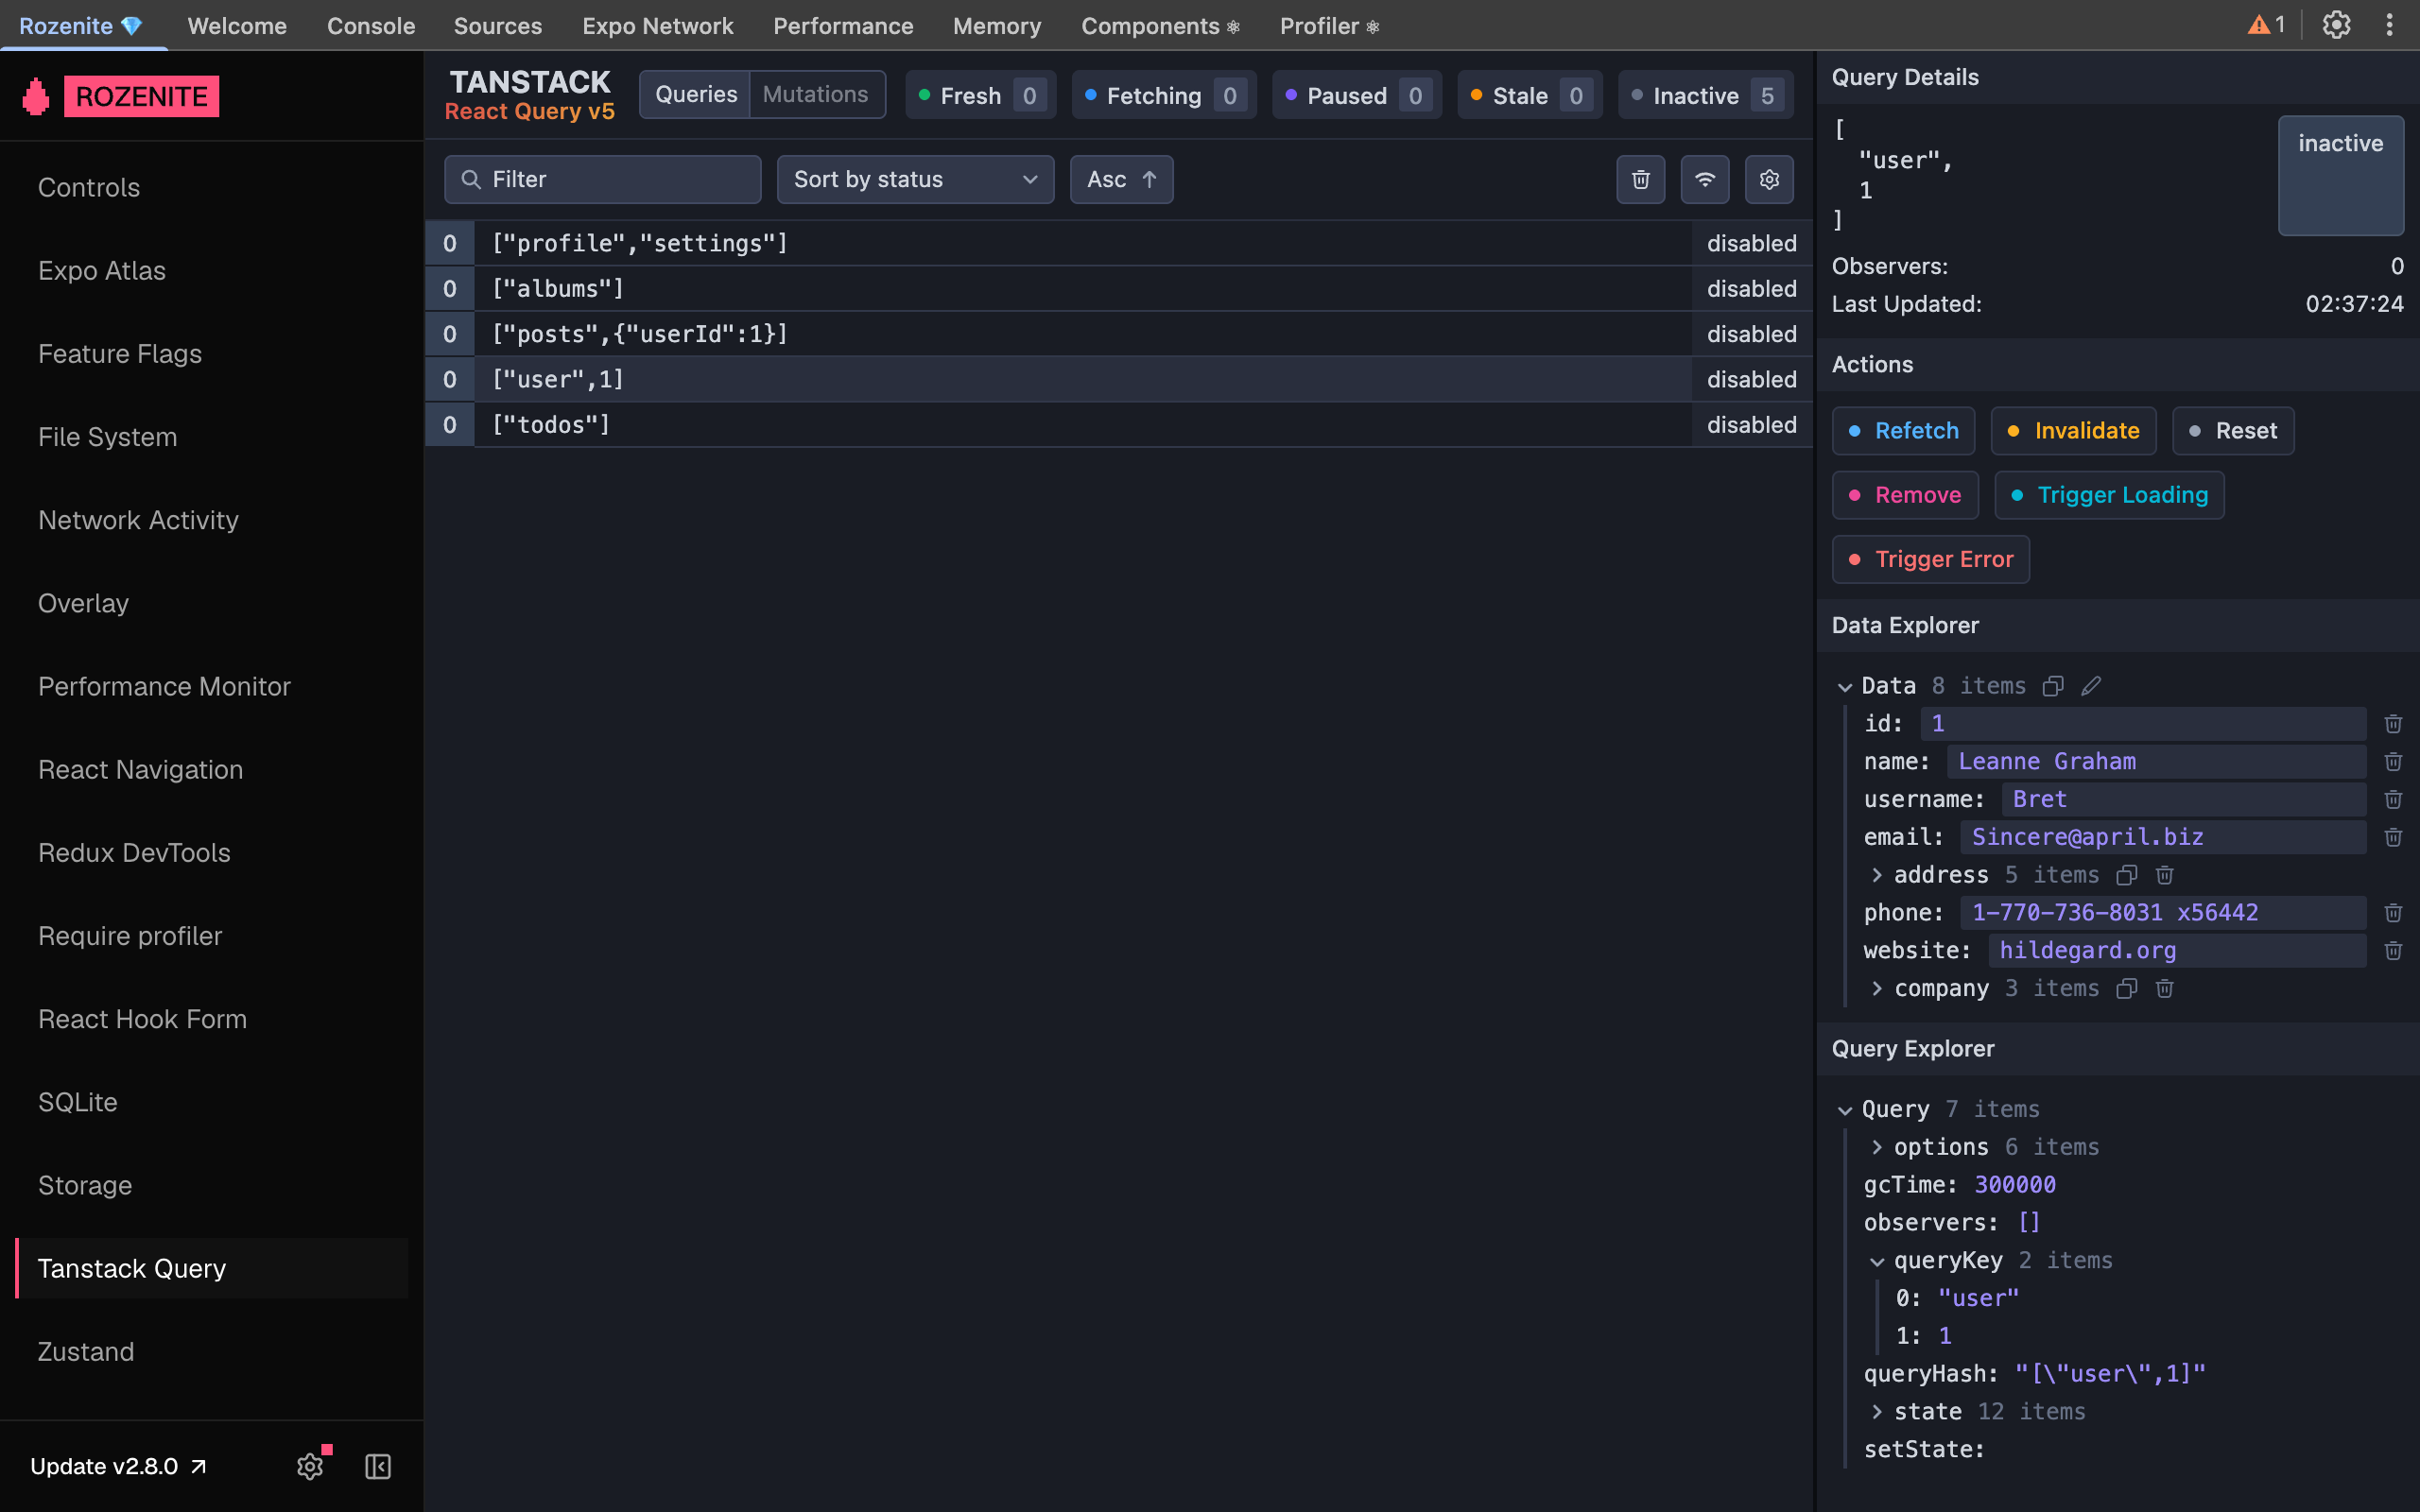 Rozenite 💎 Welcome Console Sources Expo Network Performance Memory Components ⚛ Profiler ⚛ 1
ROZENITE
Controls
Expo Atlas
Feature Flags
File System
Network Activity
Overlay
Performance Monitor
React Navigation
Redux DevTools
Require profiler
React Hook Form
SQLite
Storage
Tanstack Query
Zustand
Update v2.8.0
TANSTACK
React Query v5
Queries Mutations Fresh 0 Fetching 0 Paused 0 Stale 0 Inactive 5
Filter Sort by status Asc
0 ["profile","settings"] disabled
0 ["albums"] disabled
0 ["posts",{"userId":1}] disabled
0 ["user",1] disabled
0 ["todos"] disabled
Query Details
[
"user",
1
]
inactive
Observers: 0
Last Updated: 02:37:24
Actions
Refetch Invalidate Reset
Remove Trigger Loading
Trigger Error
Data Explorer
Data 8 items
id: 1
name: Leanne Graham
username: Bret
email: Sincere@april.biz
address 5 items
phone: 1-770-736-8031 x56442
website: hildegard.org
company 3 items
Query Explorer
Query 7 items
options 6 items
gcTime: 300000
observers: []
queryKey 2 items
0: "user"
1: 1
queryHash: "[\"user\",1]"
state 12 items
setState: